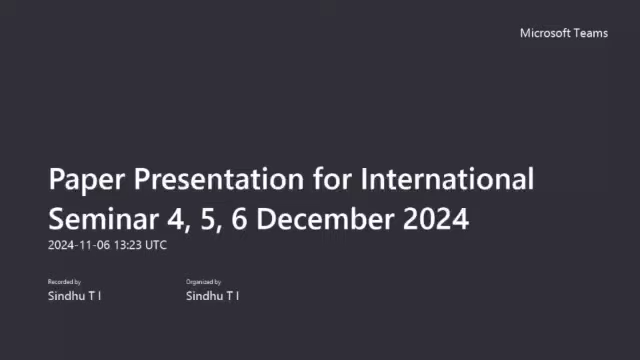 Microsoft Teams
Paper Presentation for International
Seminar 4, 5, 6 December 2024
2024-11-06 13:23 UTC
Recorded by
Organized by
Sindhu T I
Sindhu T I